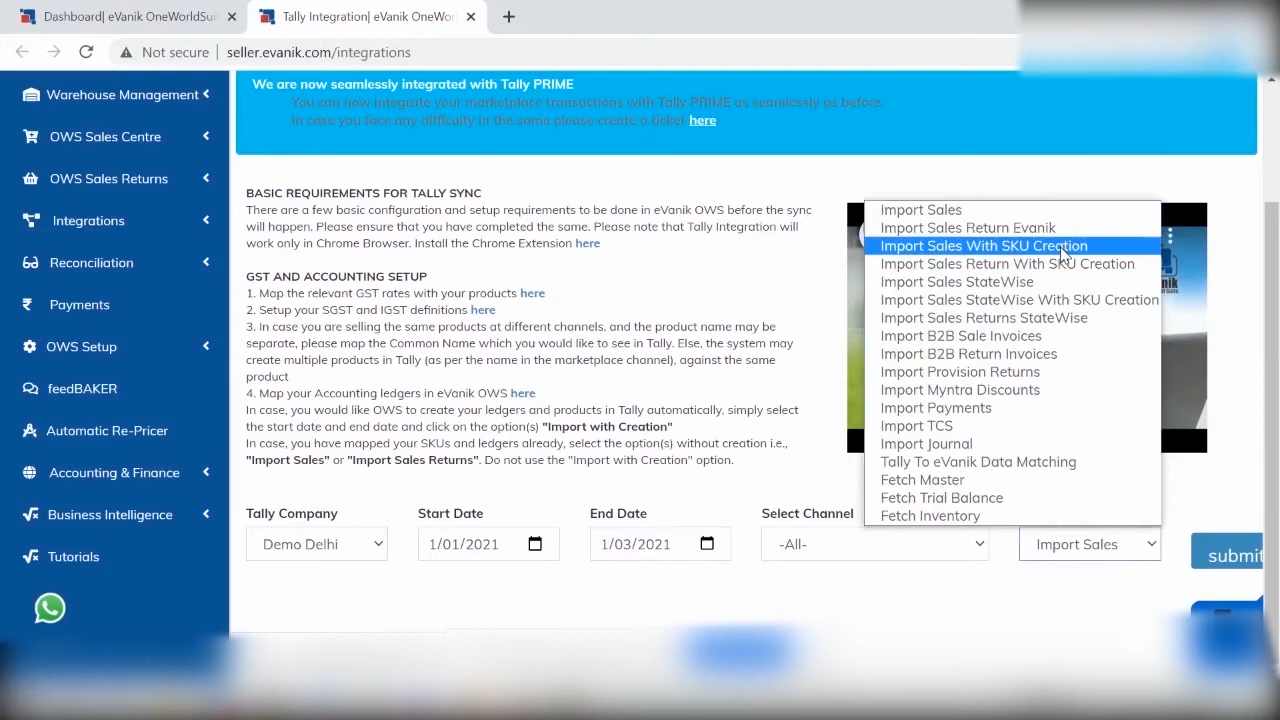 Dashboard| eVanik OneWorldSui
Tally Integration| eVanik OneWor
Not secure
seller.evanik.com/integrations
Warehouse Management
OWS Sales Centre
OWS Sales Returns
Integrations
Reconciliation
Payments
OWS Setup
feedBAKER
Automatic Re-Pricer
Accounting & Finance
Business Intelligence
Tutorials
We are now seamlessly integrated with Tally PRIME
You can now integrate your marketplace transactions with Tally PRIME as seamlessly as before.
In case you face any difficulty in the same please create a ticket here
BASIC REQUIREMENTS FOR TALLY SYNC
There are a few basic configuration and setup requirements to be done in eVanik OWS before the sync
will happen. Please ensure that you have completed the same. Please note that Tally Integration will
work only in Chrome Browser. Install the Chrome Extension here
GST AND ACCOUNTING SETUP
1. Map the relevant GST rates with your products here
2. Setup your SGST and IGST definitions here
3. In case you are selling the same products at different channels, and the product name may be
separate, please map the Common Name which you would like to see in Tally. Else, the system may
create multiple products in Tally (as per the name in the marketplace channel), against the same
product
4. Map your Accounting ledgers in eVanik OWS here
In case, you would like OWS to create your ledgers and products in Tally automatically, simply select
the start date and end date and click on the option(s) "Import with Creation"
In case, you have mapped your SKUs and ledgers already, select the option(s) without creation i.e.,
"Import Sales" or "Import Sales Returns". Do not use the "Import with Creation" option.
Import Sales
Import Sales Return Evanik
Import Sales With SKU Creation
Import Sales Return With SKU Creation
Import Sales StateWise
Import Sales StateWise With SKU Creation
Import Sales Returns StateWise
Import B2B Sale Invoices
Import B2B Return Invoices
Import Provision Returns
Import Myntra Discounts
Import Payments
Import TCS
Import Journal
Tally To eVanik Data Matching
Fetch Master
Fetch Trial Balance
Fetch Inventory
Tally Company
Start Date
End Date
Select Channel
Demo Delhi
1/01/2021
1/03/2021
-All-
Import Sales
submit